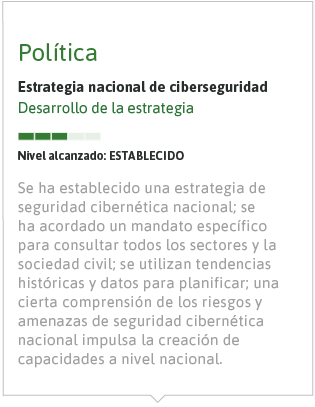 Política
Estrategia nacional de ciberseguridad
Desarrollo de la estrategia
Nivel alcanzado: ESTABLECIDO
Se ha establecido una estrategia de
seguridad cibernética nacional; se
ha acordado un mandato específico
para consultar todos los sectores y la
sociedad civil; se utilizan tendencias
históricas y datos para planificar; una
cierta comprensión de los riesgos y
amenazas de seguridad cibernética
nacional impulsa la creación de
capacidades a nivel nacional.